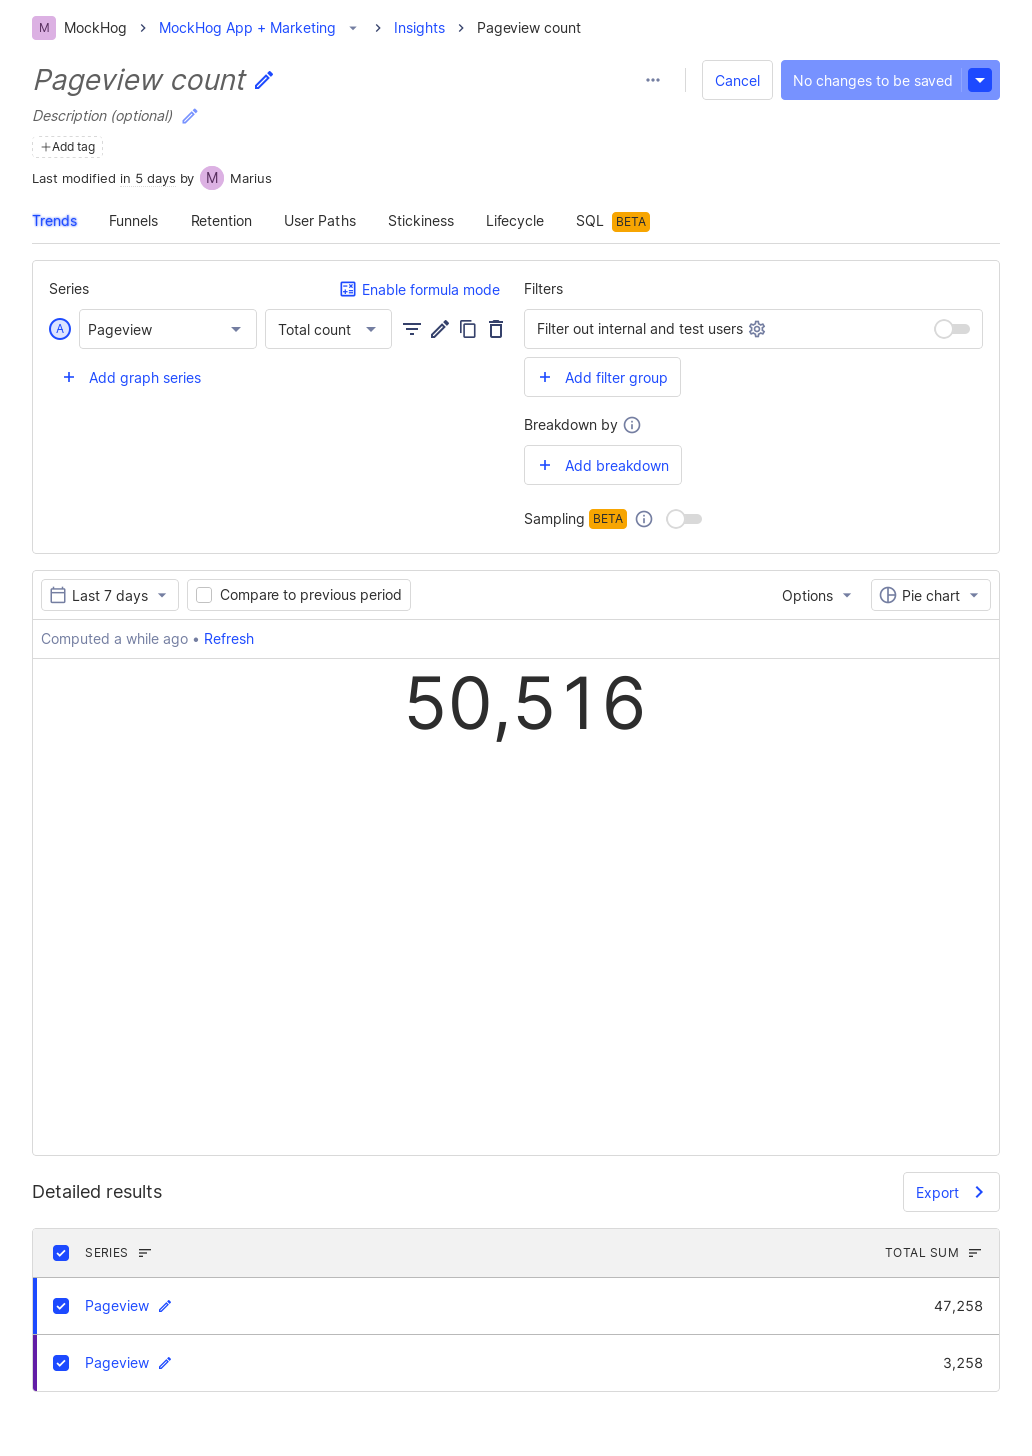 M MockHog MockHog App + Marketing Insights Pageview count
Pageview count
Cancel No changes to be saved
Description (optional)
Add tag
Last modified in 5 days by M Marius
Trends Funnels Retention User Paths Stickiness Lifecycle SQL BETA
Series Enable formula mode Filters
A Pageview Total count Filter out internal and test users
Add graph series Add filter group
Breakdown by
Add breakdown
Sampling BETA
Last 7 days Compare to previous period Options Pie chart
Computed a while ago • Refresh
50,516
Detailed results Export
SERIES TOTAL SUM
Pageview 47,258
Pageview 3,258